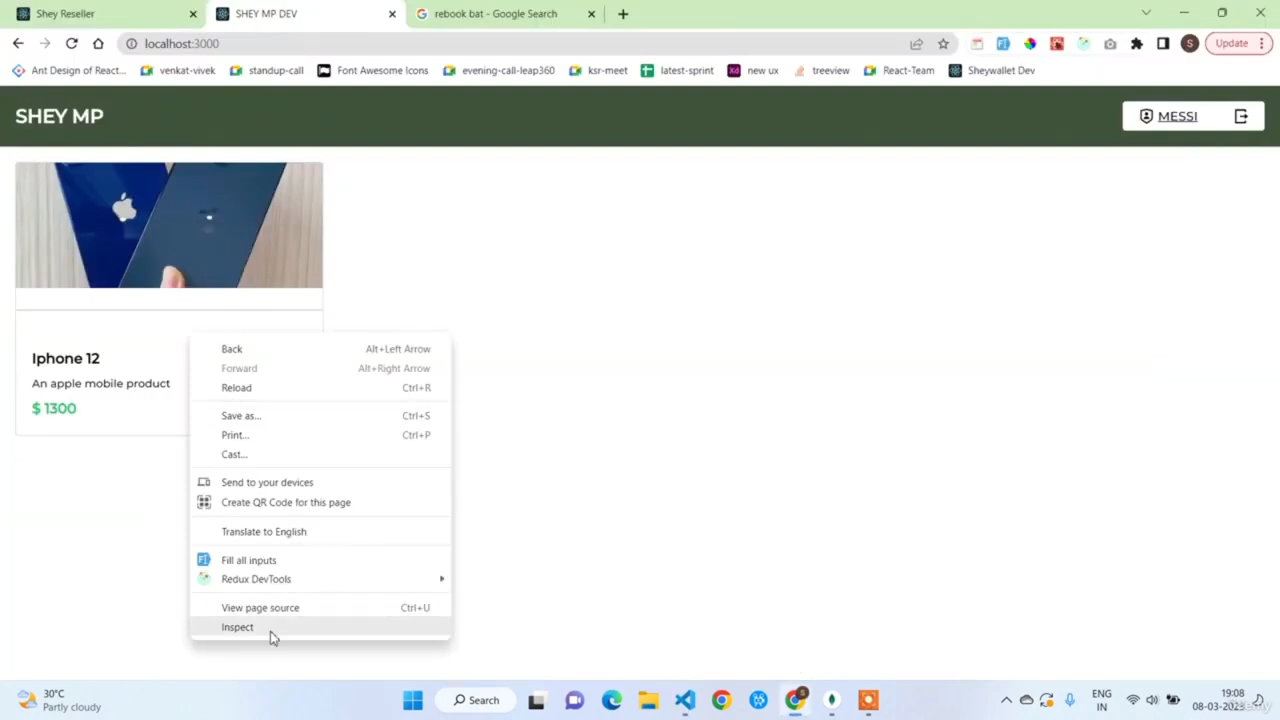 Shey Reseller
SHEY MP DEV
rebook bat - Google Search
localhost:3000
S
Update
Ant Design of React...
venkat-vivek
standup-call
Font Awesome Icons
evening-call-leap360
ksr-meet
latest-sprint
Xd new ux
treeview
React-Team
Sheywallet Dev
SHEY MP
MESSI
Iphone 12
An apple mobile product
$ 1300
Back Alt+Left Arrow
Forward Alt+Right Arrow
Reload Ctrl+R
Save as... Ctrl+S
Print... Ctrl+P
Cast...
Send to your devices
Create QR Code for this page
Translate to English
Fill all inputs
Redux DevTools
View page source Ctrl+U
Inspect
30°C
Partly cloudy
Search
ENG
IN
19:08
08-03-2023